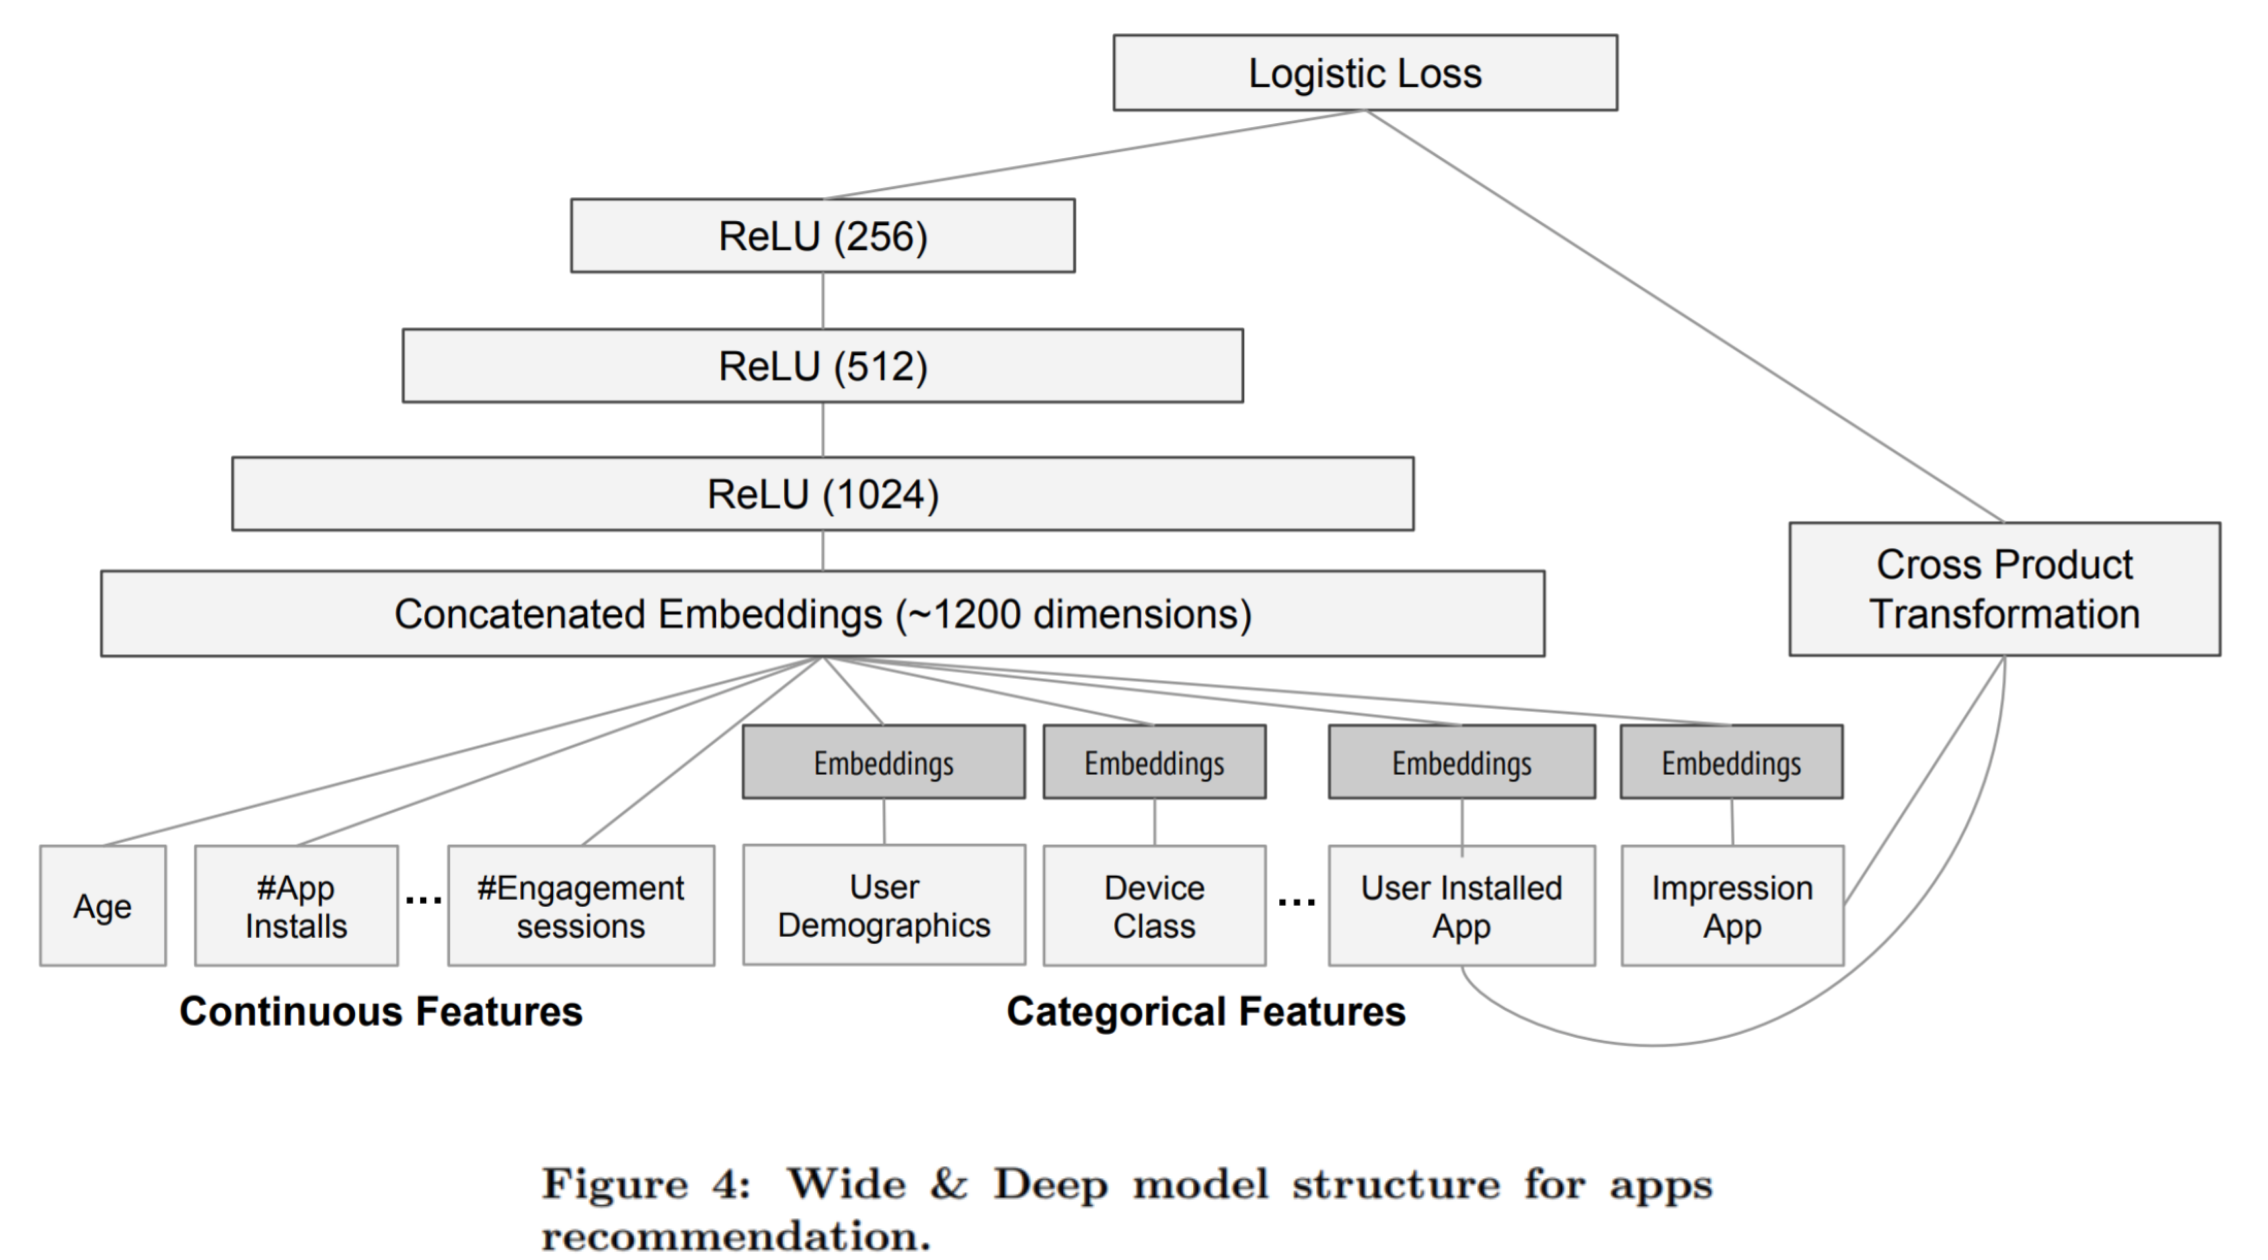 Logistic Loss
ReLU (256)
ReLU (512)
ReLU (1024)
Concatenated Embeddings (~1200 dimensions)
Cross Product
Transformation
Embeddings
Embeddings
Embeddings
Embeddings
Age
#App
Installs
...
#Engagement
sessions
User
Demographics
Device
Class
...
User Installed
App
Impression
App
Continuous Features
Categorical Features
Figure 4: Wide & Deep model structure for apps
recommendation.